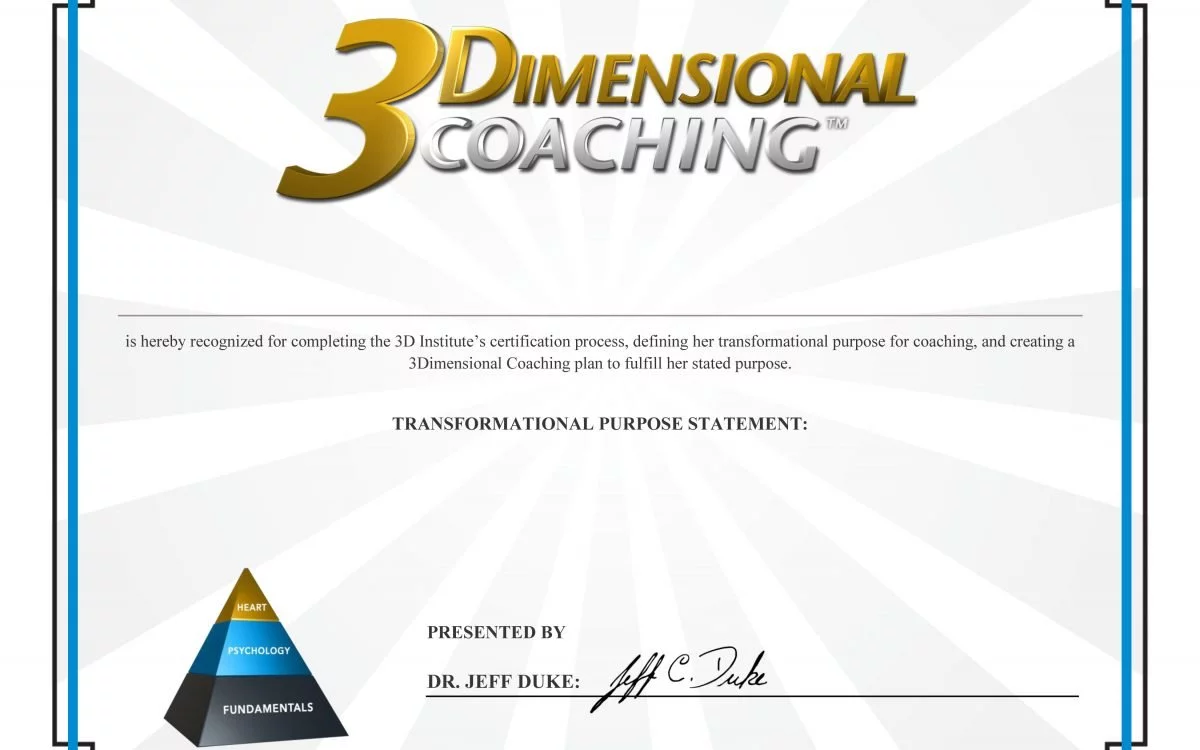 3DIMENSIONAL
COACHING™
is hereby recognized for completing the 3D Institute’s certification process, defining her transformational purpose for coaching, and creating a
3Dimensional Coaching plan to fulfill her stated purpose.
TRANSFORMATIONAL PURPOSE STATEMENT:
HEART
PSYCHOLOGY
FUNDAMENTALS
PRESENTED BY
DR. JEFF DUKE: Jeff C. Duke